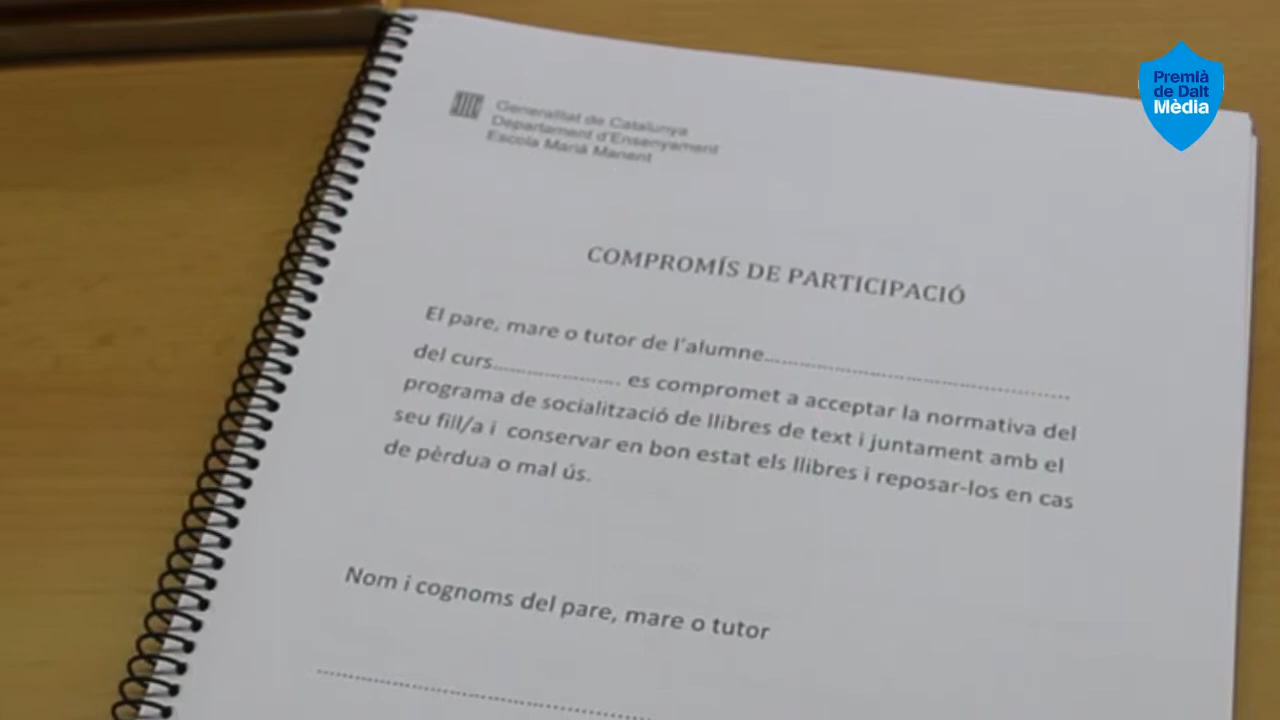 Premià
de Dalt
Mèdia
Generalitat de Catalunya
Departament d'Ensenyament
Escola Marià Manent
COMPROMÍS DE PARTICIPACIÓ
El pare, mare o tutor de l'alumne......................................................
del curs...................... es compromet a acceptar la normativa del
programa de socialització de llibres de text i juntament amb el
seu fill/a i conservar en bon estat els llibres i reposar-los en cas
de pèrdua o mal ús.
Nom i cognoms del pare, mare o tutor
......................................................